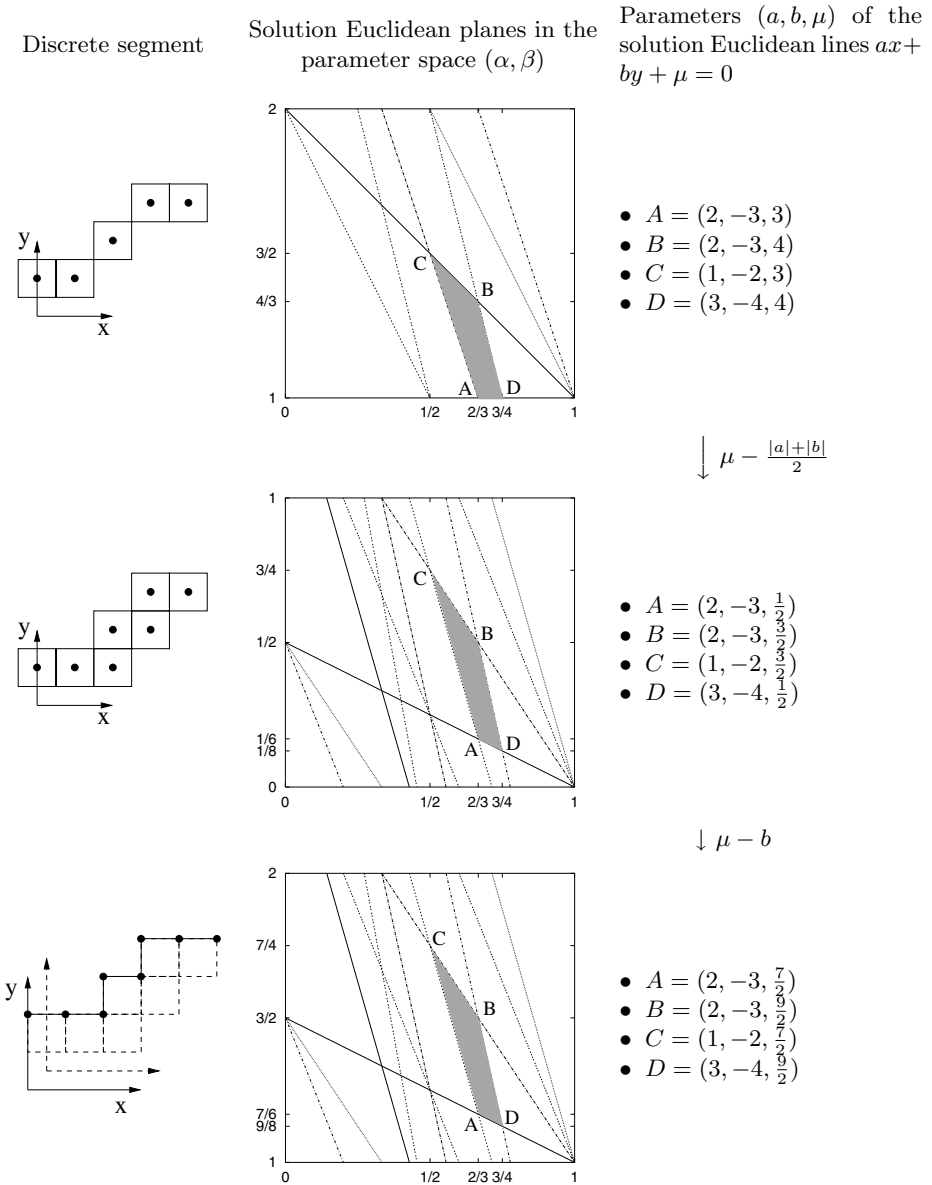 Discrete segment
Solution Euclidean planes in the
parameter space (α, β)
Parameters (a, b, μ) of the
solution Euclidean lines ax+
by + μ = 0
y
x
2
3/2
4/3
1
0
1/2
2/3
3/4
1
C
B
A
D
• A = (2, −3, 3)
• B = (2, −3, 4)
• C = (1, −2, 3)
• D = (3, −4, 4)
↓ μ − |a|+|b| / 2
y
x
1
3/4
1/2
1/6
1/8
0
0
1/2
2/3
3/4
1
C
B
A
D
• A = (2, −3, 1/2)
• B = (2, −3, 3/2)
• C = (1, −2, 3/2)
• D = (3, −4, 1/2)
↓ μ − b
y
x
2
7/4
3/2
7/6
9/8
1
0
1/2
2/3
3/4
1
C
B
A
D
• A = (2, −3, 7/2)
• B = (2, −3, 9/2)
• C = (1, −2, 7/2)
• D = (3, −4, 9/2)